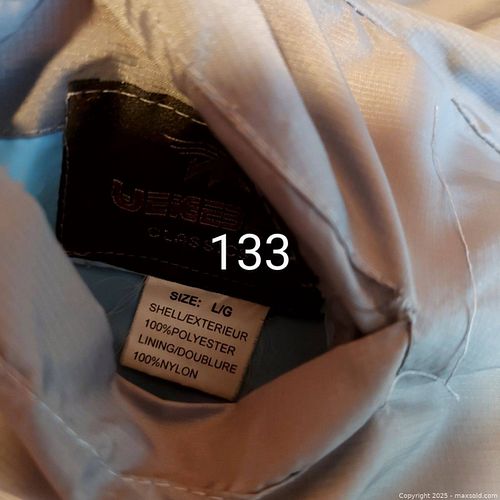 133
SIZE: L/G
SHELL/EXTERIEUR
100%POLYESTER
LINING/DOUBLURE
100%NYLON
Copyright 2025 - maxsold.com